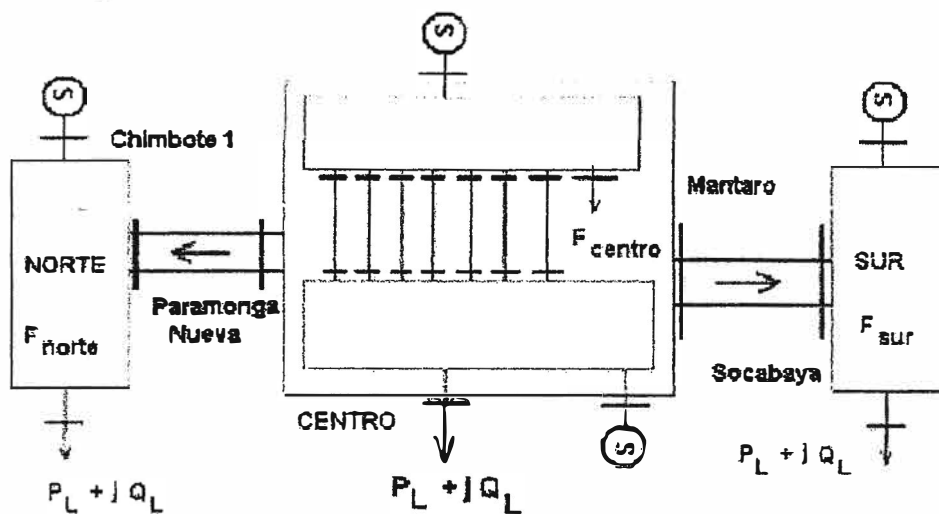 S
S
S
Chimbote 1
Mantaro
F centro
NORTE
SUR
Paramonga
Nueva
F norte
F sur
Socabaya
CENTRO
S
P L + j Q L
P L + j Q L
P L + j Q L